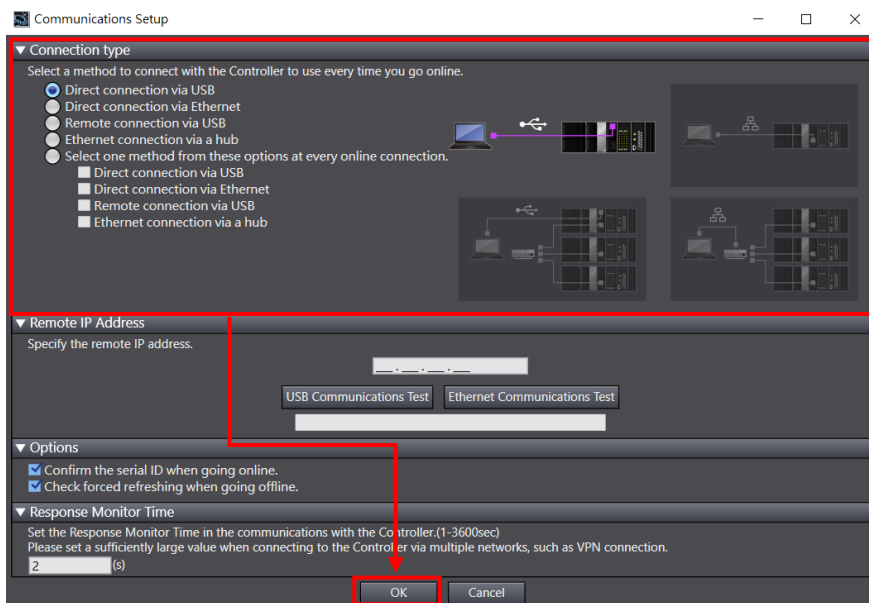 Communications Setup
▼ Connection type
Select a method to connect with the Controller to use every time you go online.
Direct connection via USB
Direct connection via Ethernet
Remote connection via USB
Ethernet connection via a hub
Select one method from these options at every online connection.
Direct connection via USB
Direct connection via Ethernet
Remote connection via USB
Ethernet connection via a hub
▼ Remote IP Address
Specify the remote IP address.
__.__.__.__
USB Communications Test Ethernet Communications Test
▼ Options
Confirm the serial ID when going online.
Check forced refreshing when going offline.
▼ Response Monitor Time
Set the Response Monitor Time in the communications with the Controller.(1-3600sec)
Please set a sufficiently large value when connecting to the Controller via multiple networks, such as VPN connection.
2 (s)
OK Cancel